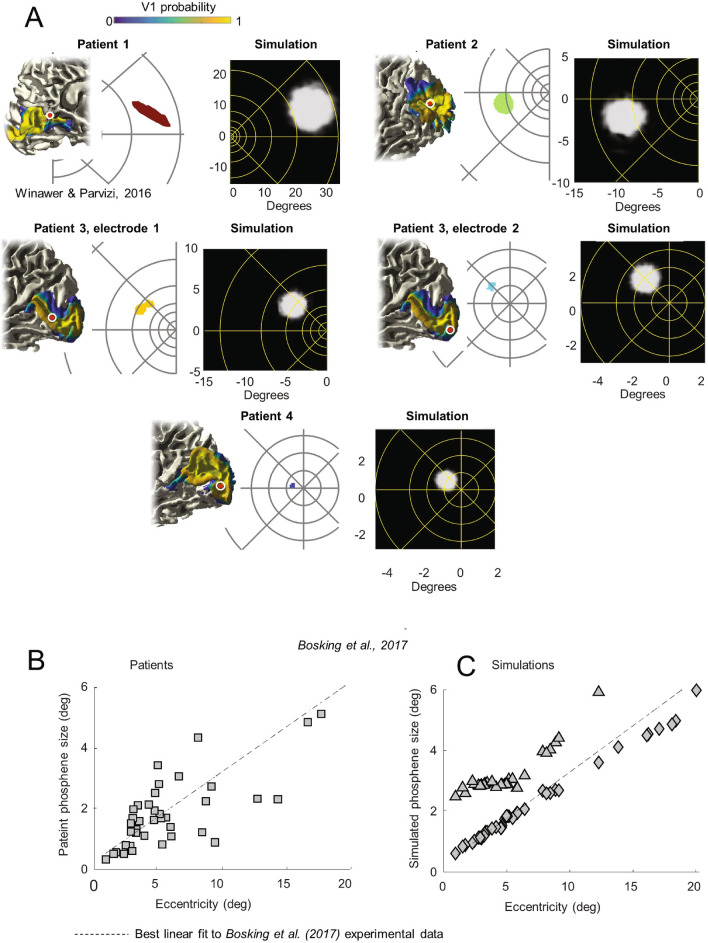 A
V1 probability
0 1
Patient 1 Simulation Patient 2 Simulation
25
20
15
10
5
0
-5
-10
-15
0 10 20 30
Degrees
Winawer & Parvizi, 2016
5
0
-5
-10
-15 -10 -5 0
Degrees
Patient 3, electrode 1 Simulation Patient 3, electrode 2 Simulation
10
5
0
-5
-15 -10 -5 0
Degrees
2
0
-2
-4 -2 0 2
Degrees
Patient 4 Simulation
2
0
-2
-4 -2 0 2
Degrees
Bosking et al., 2017
B Patients
Pateint phosphene size (deg)
6
4
2
0
0 5 10 15 20
Eccentricity (deg)
C Simulations
Simulated phosphene size (deg)
6
4
2
0
0 5 10 15 20
Eccentricity (deg)
Best linear fit to Bosking et al. (2017) experimental data